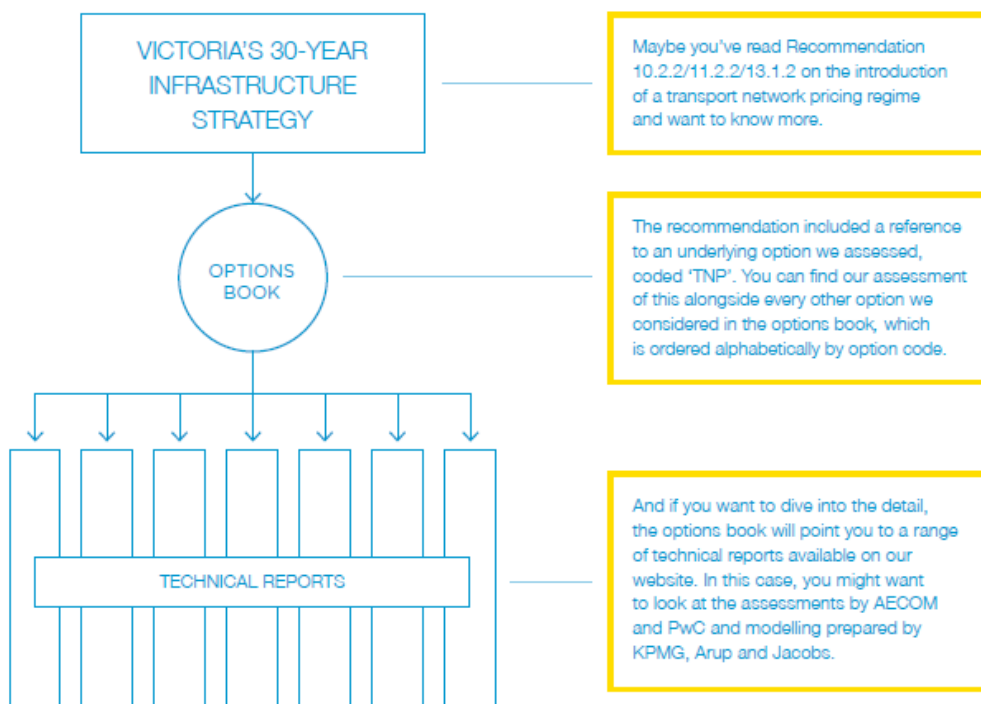 VICTORIA'S 30-YEAR
INFRASTRUCTURE
STRATEGY
Maybe you've read Recommendation
10.2.2/11.2.2/13.1.2 on the introduction
of a transport network pricing regime
and want to know more.
OPTIONS
BOOK
The recommendation included a reference
to an underlying option we assessed,
coded 'TNP'. You can find our assessment
of this alongside every other option we
considered in the options book, which
is ordered alphabetically by option code.
TECHNICAL REPORTS
And if you want to dive into the detail,
the options book will point you to a range
of technical reports available on our
website. In this case, you might want
to look at the assessments by AECOM
and PwC and modelling prepared by
KPMG, Arup and Jacobs.